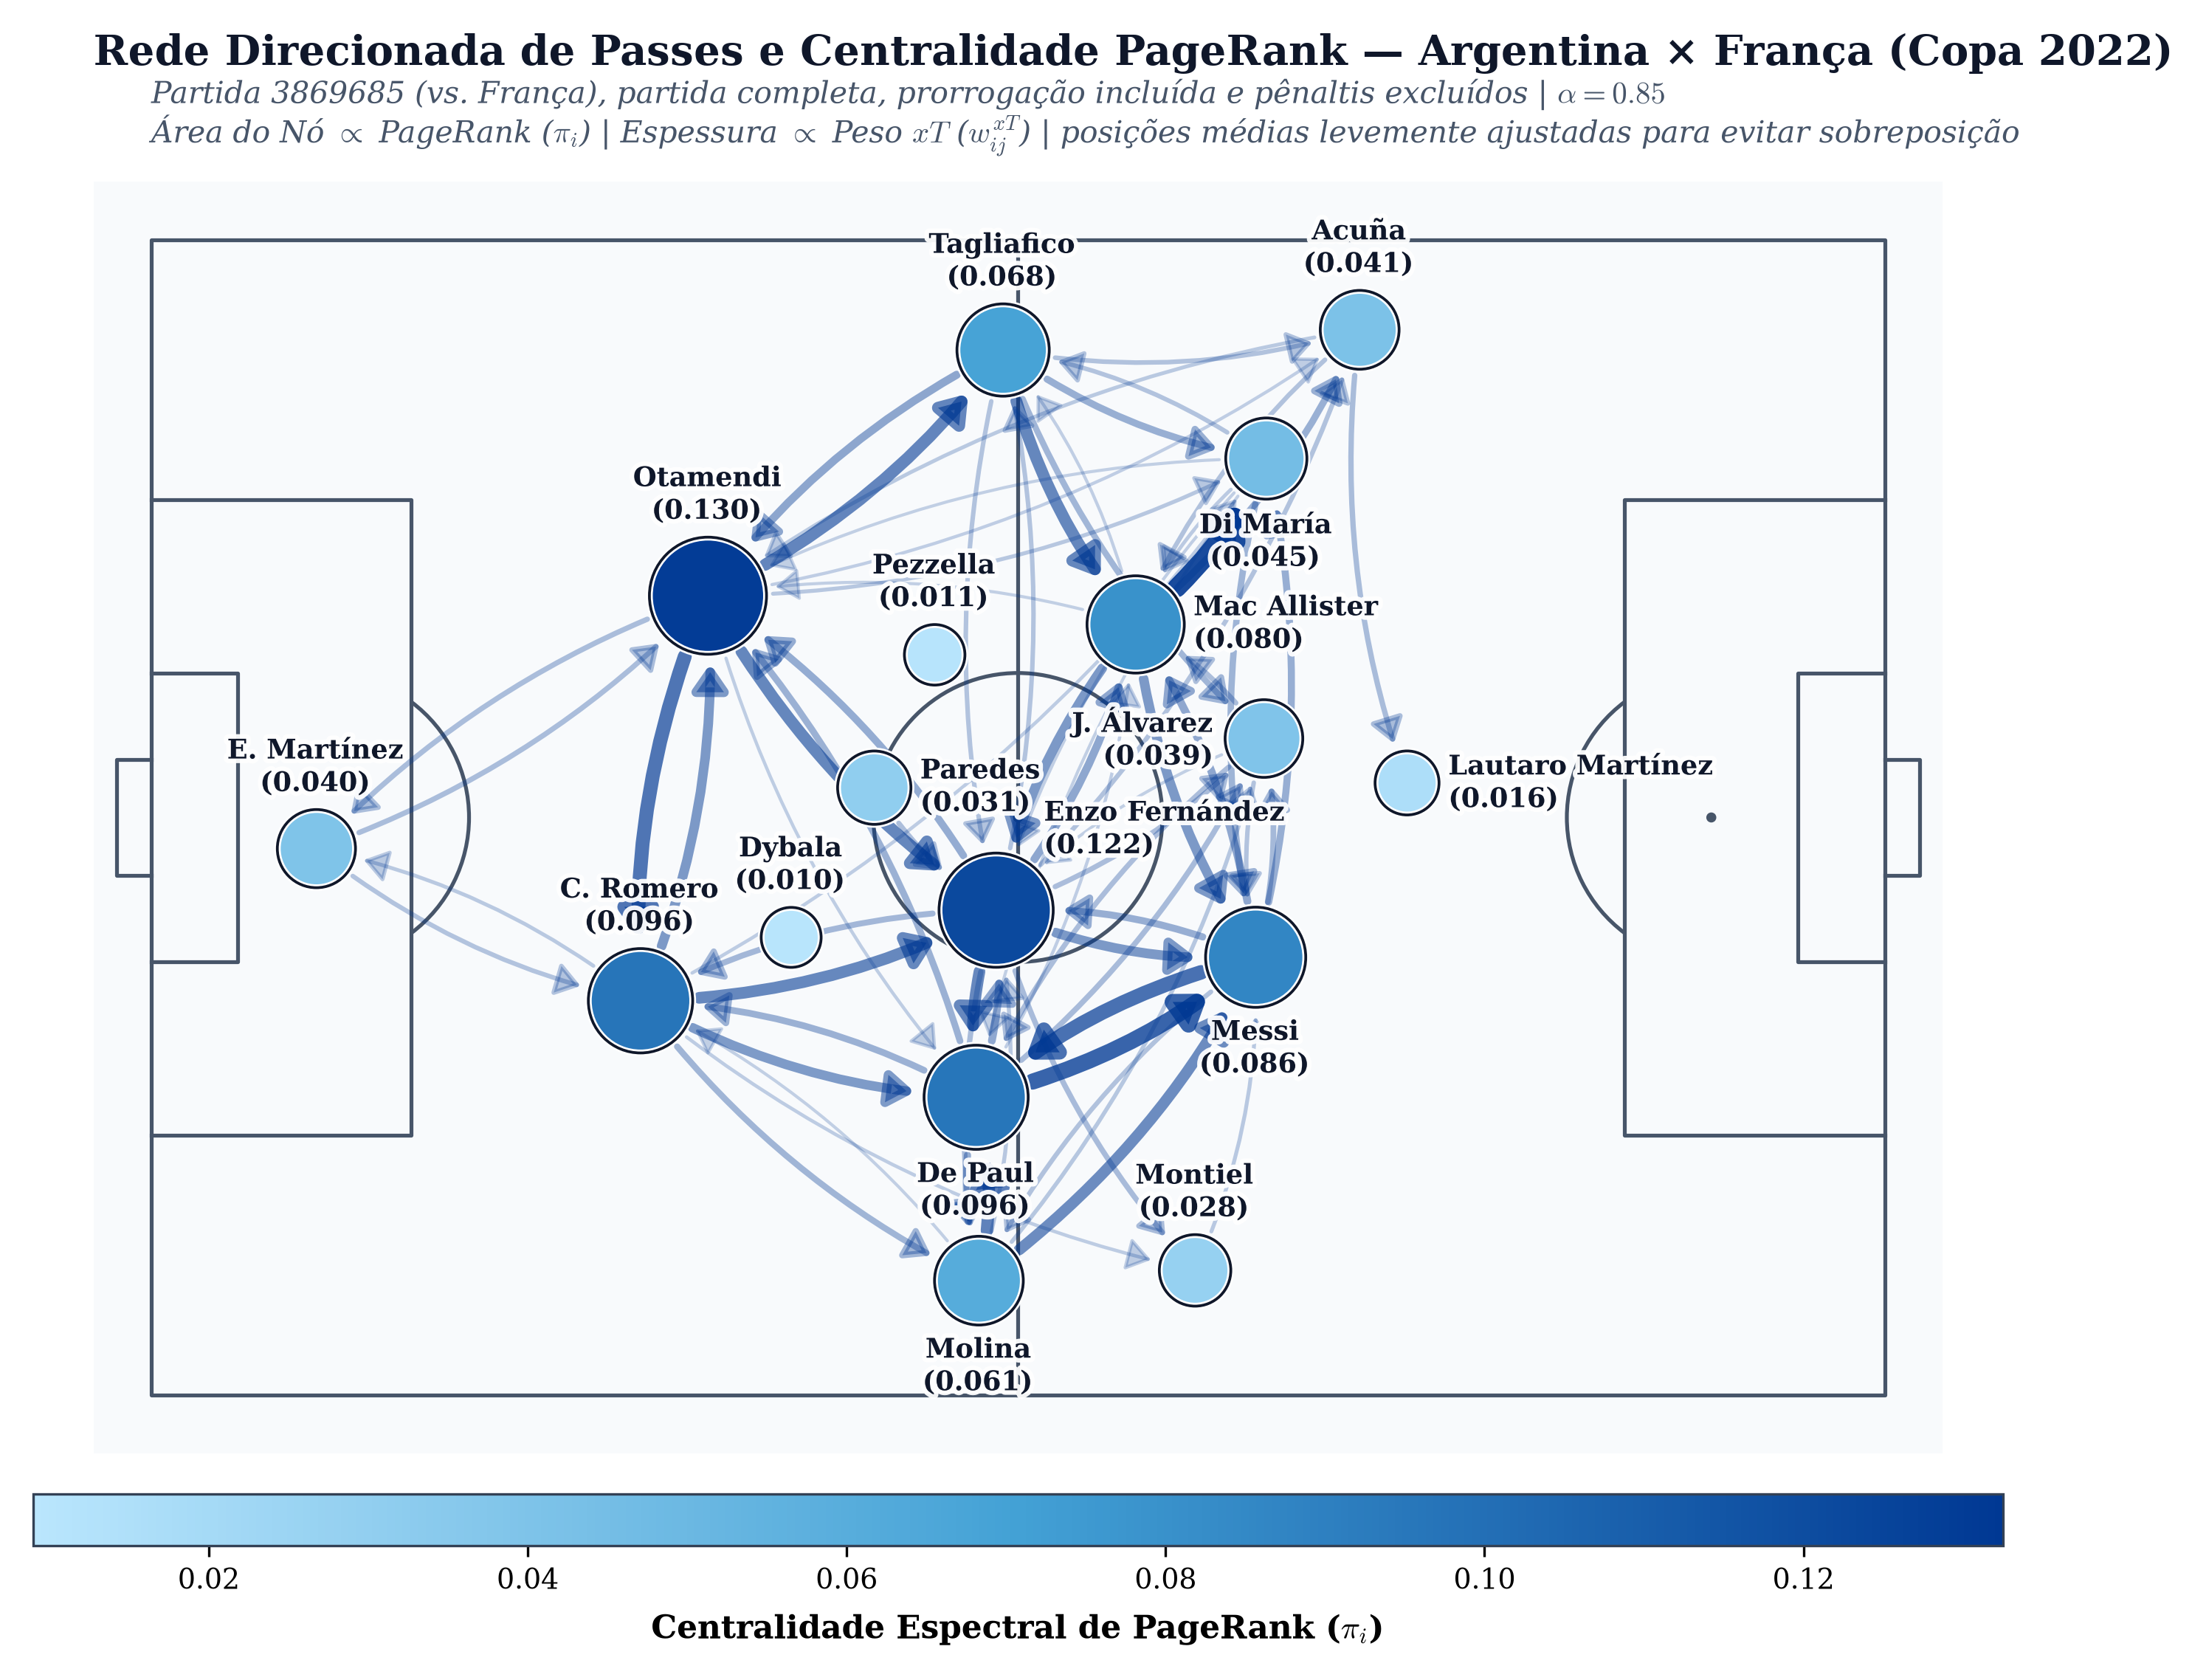 Rede Direcionada de Passes e Centralidade PageRank — Argentina × França (Copa 2022)
Partida 3869685 (vs. França), partida completa, prorrogação incluída e pênaltis excluídos | α = 0.85
Área do Nó ∝ PageRank (πᵢ) | Espessura ∝ Peso xT (w_{ij}^{xT}) | posições médias levemente ajustadas para evitar sobreposição
Acuña
(0.041)
Tagliafico
(0.068)
Otamendi
(0.130)
Di María
(0.045)
Pezzella
(0.011)
Mac Allister
(0.080)
J. Álvarez
(0.039)
E. Martínez
(0.040)
Paredes
(0.031)
Lautaro Martínez
(0.016)
Enzo Fernández
(0.122)
Dybala
(0.010)
C. Romero
(0.096)
Messi
(0.086)
De Paul
(0.096)
Montiel
(0.028)
Molina
(0.061)
0.02 0.04 0.06 0.08 0.10 0.12
Centralidade Espectral de PageRank (πᵢ)